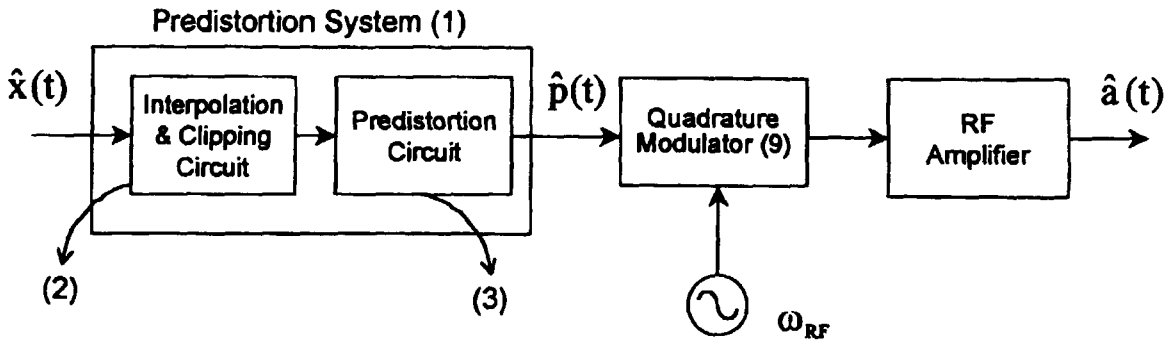 Predistortion System (1)
x̂(t)
Interpolation
& Clipping
Circuit
Predistortion
Circuit
p̂(t)
Quadrature
Modulator (9)
RF
Amplifier
â(t)
(2)
(3)
ω_RF